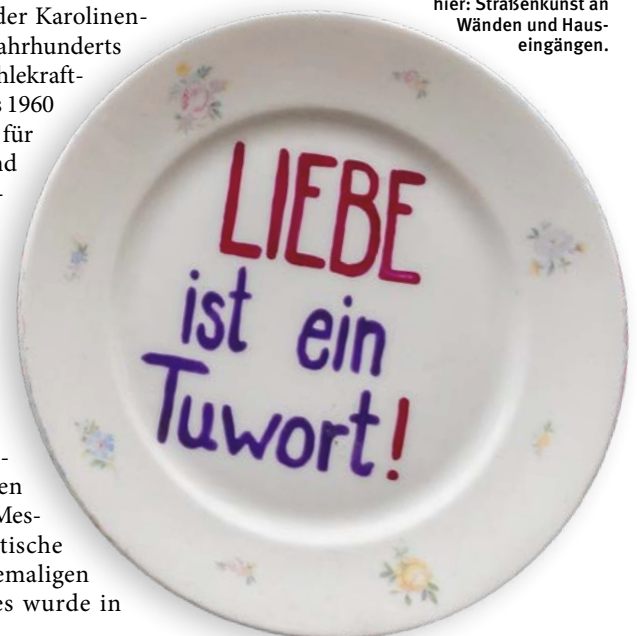 der Karolinen-
ahrhunderts
hlekraft-
s 1960
für
nd
-
-
en
Mes-
tische
emaligen
es wurde in
hier: Straßenkunst an
Wänden und Haus-
eingängen.
LIEBE
ist ein
Tuwort!